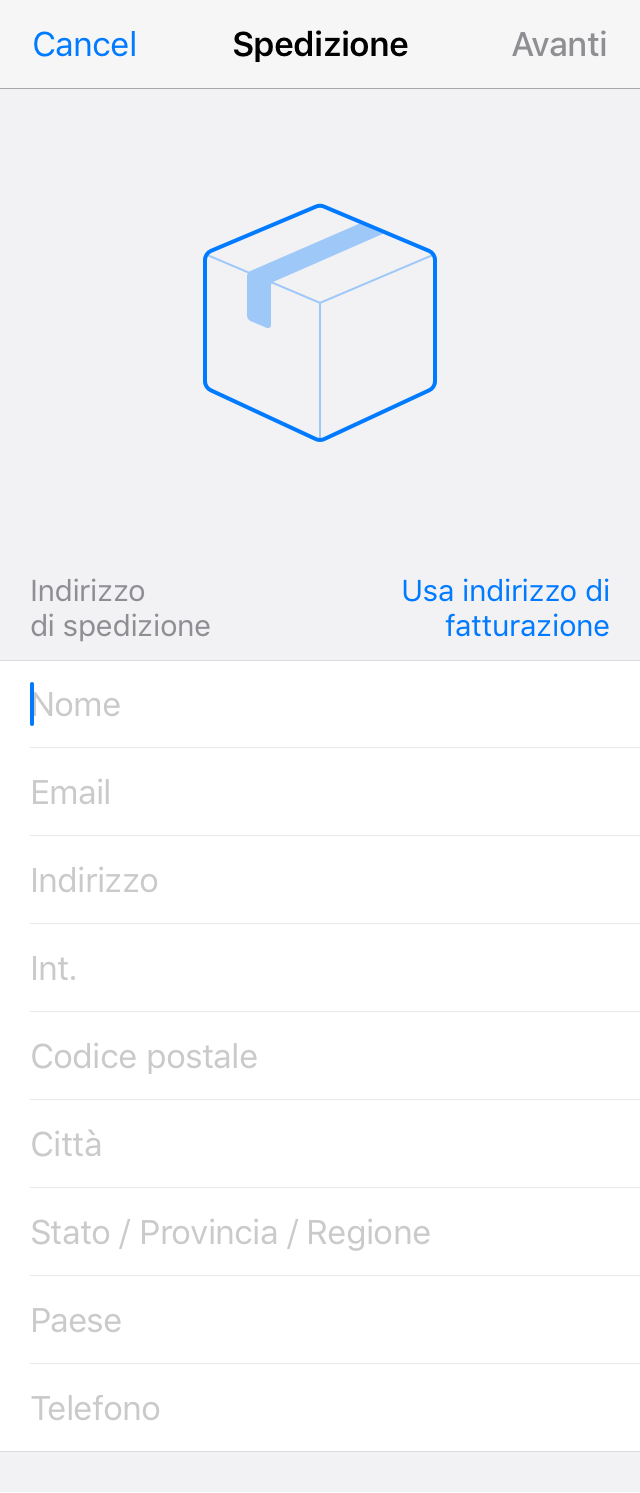 Cancel Spedizione Avanti
Indirizzo
di spedizione
Usa indirizzo di
fatturazione
Nome
Email
Indirizzo
Int.
Codice postale
Città
Stato / Provincia / Regione
Paese
Telefono